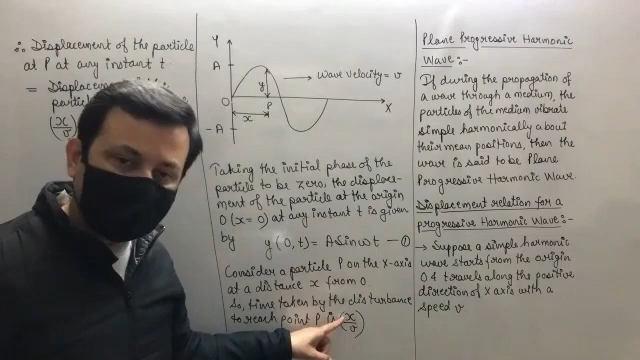 Plane Progressive Harmonic
Wave:-
If during the propagation of
a wave through a medium, the
particles of the medium vibrate
simple harmonically about
their mean positions, then the
wave is said to be Plane
Progressive Harmonic Wave.
Displacement relation for a
progressive Harmonic Wave:-
→ Suppose a simple harmonic
wave starts from the origin
O & travels along the positive
direction of X axis with a
speed v
Y
A
y
→ Wave Velocity = v
O
P
X
x
-A
Taking the initial phase of the
particle to be zero, the displace-
ment of the particle at the origin
O (x=0) at any instant t is given
by y(0,t) = A Sin ωt - ①
Consider a particle P on the X-axis
at a distance x from O
So, time taken by the disturbance
to reach point P is (x/v)
∴ Displacement of the particle
at P at any instant t
= Displacement
particle
(x/v)